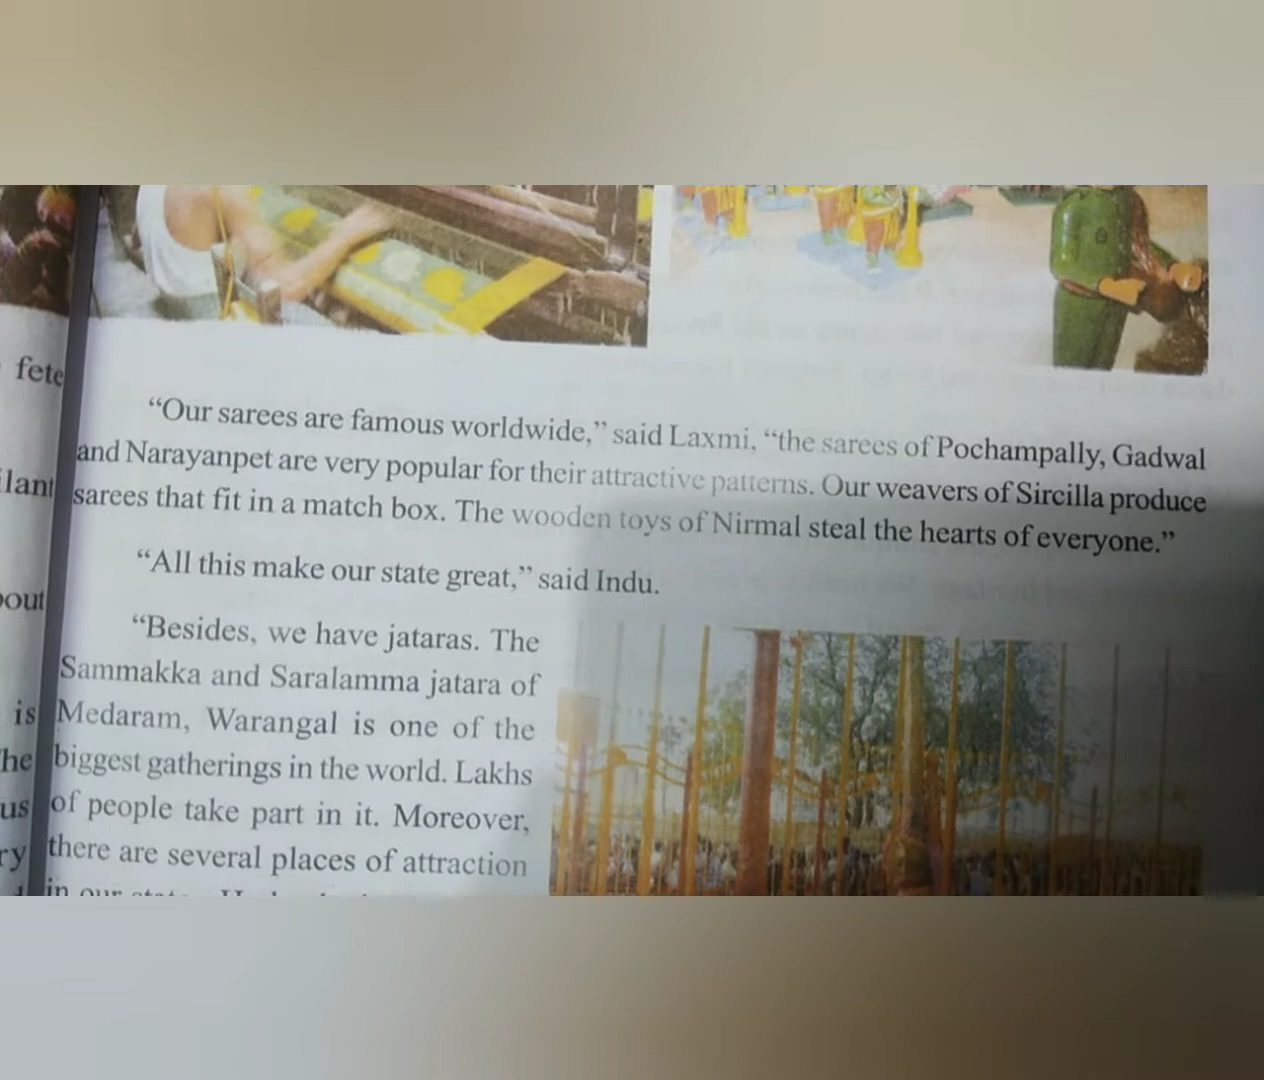 fete
“Our sarees are famous worldwide,” said Laxmi, “the sarees of Pochampally, Gadwal
and Narayanpet are very popular for their attractive patterns. Our weavers of Sircilla produce
sarees that fit in a match box. The wooden toys of Nirmal steal the hearts of everyone.”
“All this make our state great,” said Indu.
“Besides, we have jataras. The
Sammakka and Saralamma jatara of
is
Medaram, Warangal is one of the
biggest gatherings in the world. Lakhs
us
of people take part in it. Moreover,
there are several places of attraction
in our